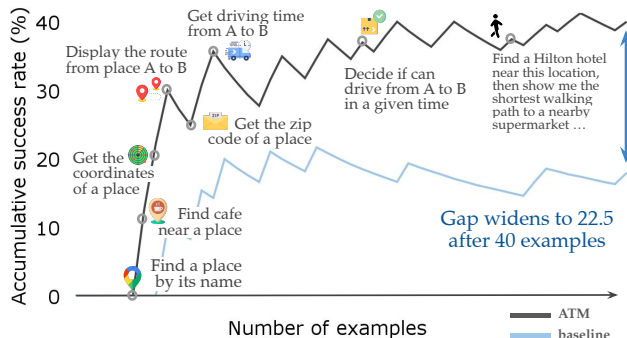 Accumulative success rate (%)
40
30
20
10
0
Get driving time
from A to B
Display the route
from place A to B
Get the zip
code of a place
ZIP
Get the
coordinates
of a place
Find cafe
near a place
Find a place
by its name
Decide if can
drive from A to B
in a given time
Find a Hilton hotel
near this location,
then show me the
shortest walking
path to a nearby
supermarket ...
Gap widens to 22.5
after 40 examples
Number of examples
ATM
baseline